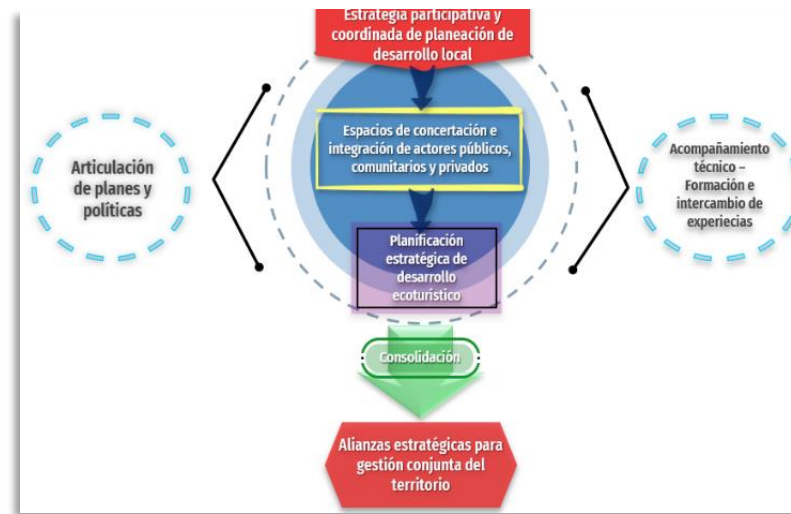 Estrategia participativa y
coordinada de planeación de
desarrollo local
Espacios de concertación e
integración de actores públicos,
comunitarios y privados
Articulación
de planes y
políticas
Acompañamiento
técnico –
Formación e
intercambio de
experiecias
Planificación
estratégica de
desarrollo
ecoturístico
Consolidación
Alianzas estratégicas para
gestión conjunta del
territorio